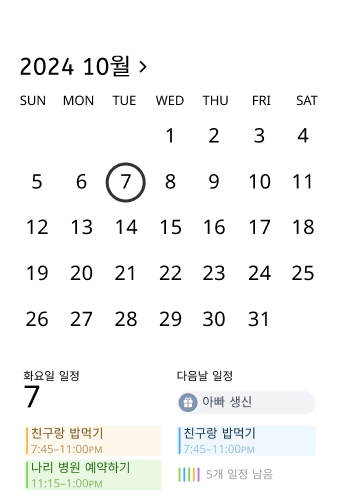 2024 10월 >
SUN MON TUE WED THU FRI SAT
1 2 3 4
5 6 7 8 9 10 11
12 13 14 15 16 17 18
19 20 21 22 23 24 25
26 27 28 29 30 31
화요일 일정
7
친구랑 밥먹기
7:45–11:00PM
나리 병원 예약하기
11:15–1:00PM
다음날 일정
아빠 생신
친구랑 밥먹기
7:45–11:00PM
5개 일정 남음